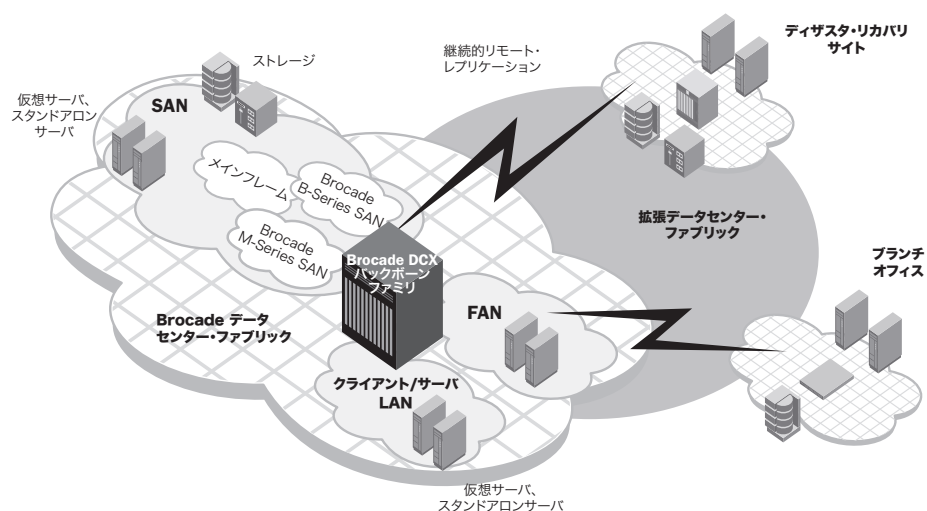 ディザスタ・リカバリ
サイト
継続的リモート・
レプリケーション
ストレージ
仮想サーバ、
スタンドアロン
サーバ
SAN
メインフレーム
Brocade
B-Series SAN
Brocade
M-Series SAN
拡張データセンター・
ファブリック
ブランチ
オフィス
Brocade DCX
バックボーン
ファミリ
FAN
Brocade データ
センター・ファブリック
クライアント/サーバ
LAN
仮想サーバ、
スタンドアロンサーバ